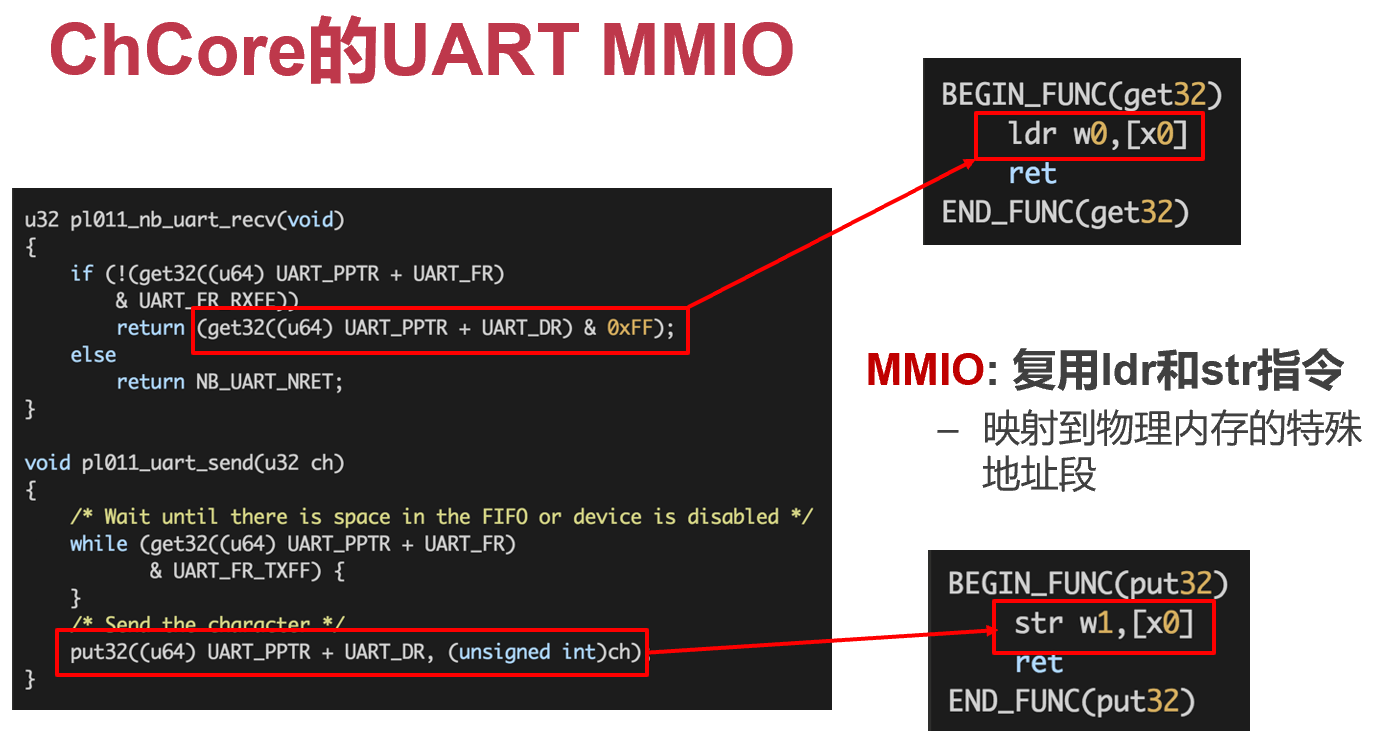 ChCore的UART MMIO
u32 pl011_nb_uart_recv(void)
{
    if (!(get32((u64) UART_PPTR + UART_FR)
        & UART_FR_RXFE))
        return (get32((u64) UART_PPTR + UART_DR) & 0xFF);
    else
        return NB_UART_NRET;
}
void pl011_uart_send(u32 ch)
{
    /* Wait until there is space in the FIFO or device is disabled */
    while (get32((u64) UART_PPTR + UART_FR)
           & UART_FR_TXFF) {
    }
    /* Send the character */
    put32((u64) UART_PPTR + UART_DR, (unsigned int)ch);
}
BEGIN_FUNC(get32)
    ldr w0,[x0]
    ret
END_FUNC(get32)
MMIO: 复用ldr和str指令
– 映射到物理内存的特殊
地址段
BEGIN_FUNC(put32)
    str w1,[x0]
    ret
END_FUNC(put32)